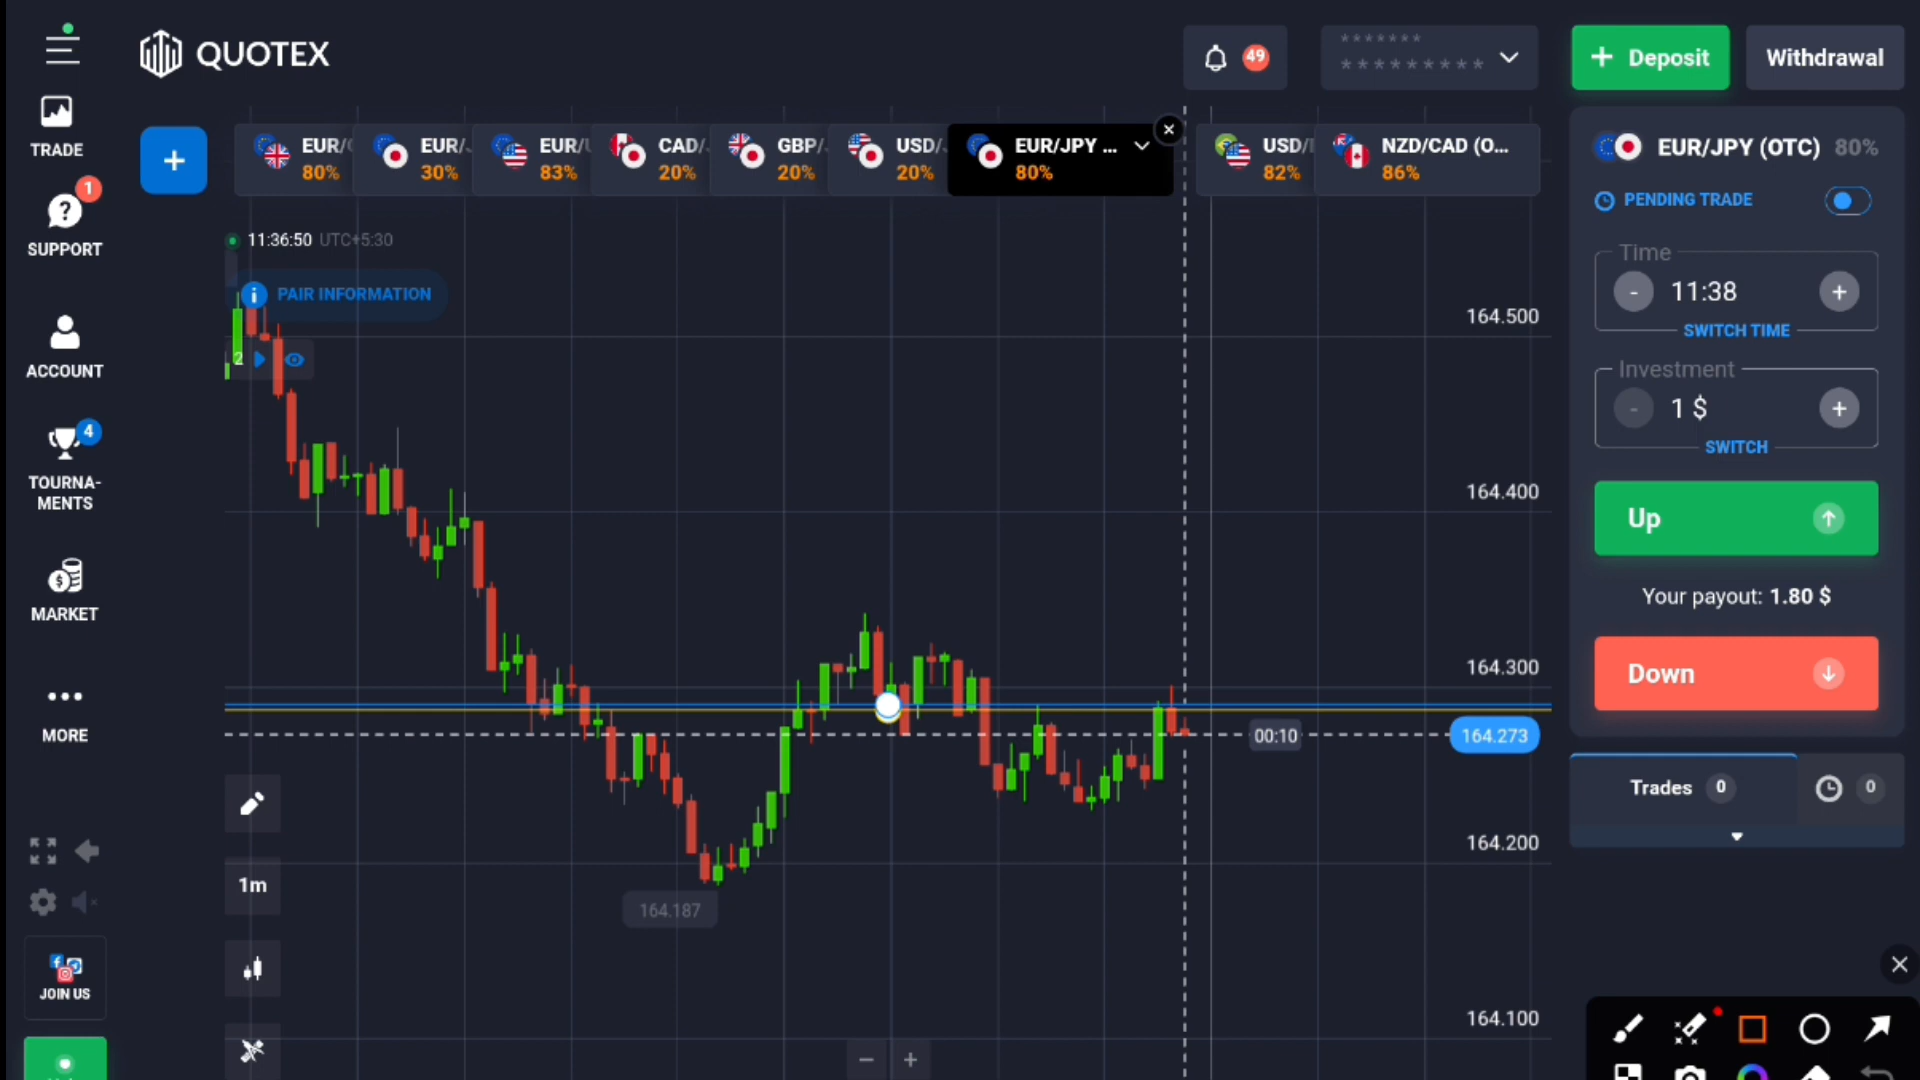 QUOTEX
49
*******
*********
Deposit
Withdrawal
TRADE
1
SUPPORT
ACCOUNT
4
TOURNA-
MENTS
MARKET
MORE
JOIN US
+
EUR/
80%
EUR/
30%
EUR/
83%
CAD/
20%
GBP/
20%
USD/
20%
EUR/JPY ...
80%
USD/
82%
NZD/CAD (O...
86%
11:36:50 UTC+5:30
PAIR INFORMATION
2
164.500
164.400
164.300
00:10
164.273
164.200
164.187
164.100
1m
EUR/JPY (OTC) 80%
PENDING TRADE
Time
- 11:38 +
SWITCH TIME
Investment
- 1 $ +
SWITCH
Up
Your payout: 1.80 $
Down
Trades 0
0